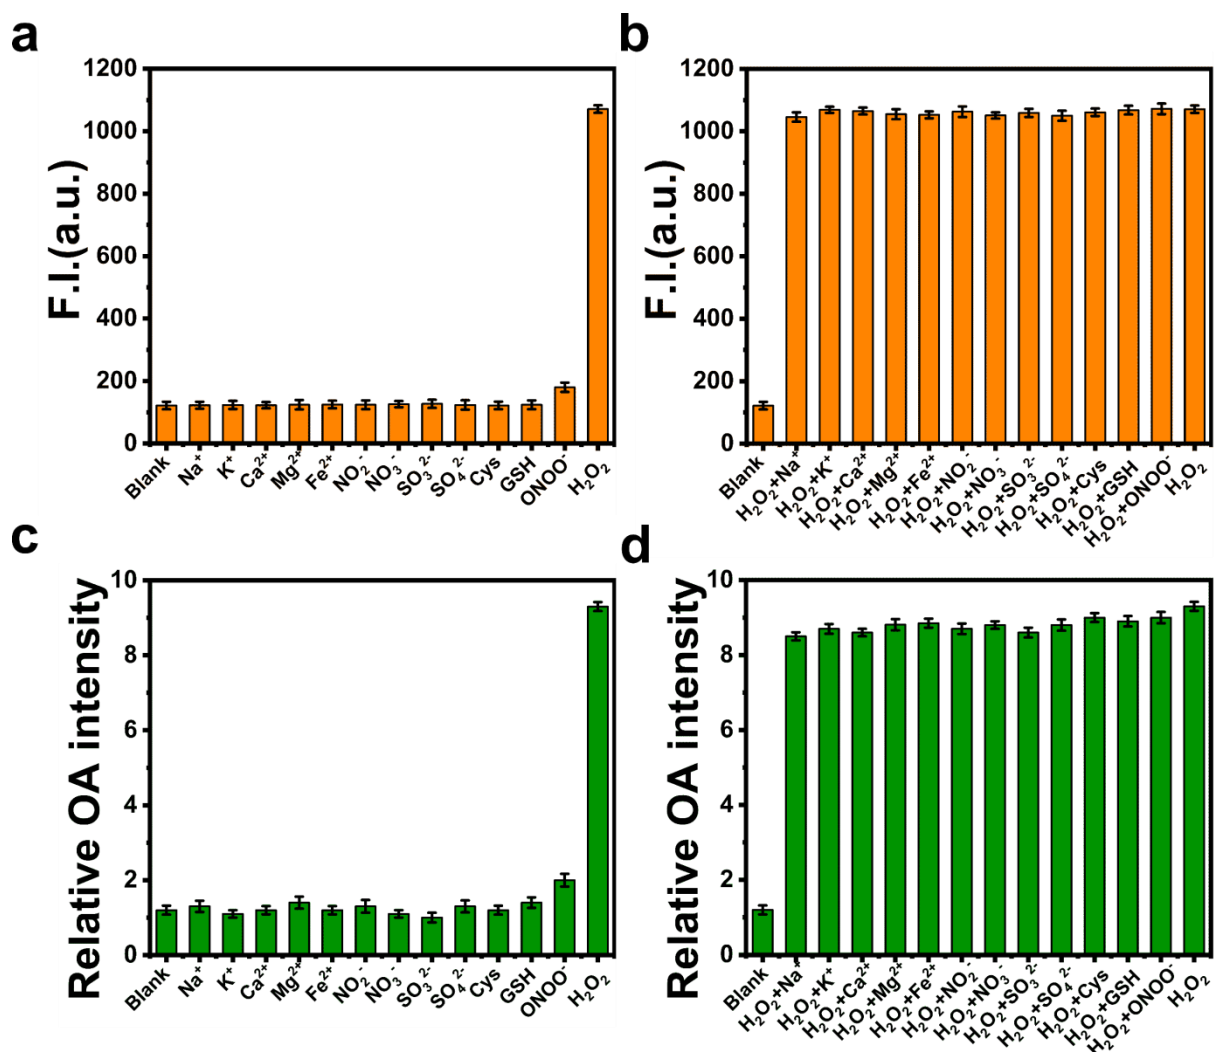 a
1200
1000
800
600
400
200
0
F.I.(a.u.)
Blank
Na⁺
K⁺
Ca²⁺
Mg²⁺
Fe²⁺
NO₂⁻
NO₃⁻
SO₃²⁻
SO₄²⁻
Cys
GSH
ONOO⁻
H₂O₂
b
1200
1000
800
600
400
200
0
F.I.(a.u.)
Blank
H₂O₂+Na⁺
H₂O₂+K⁺
H₂O₂+Ca²⁺
H₂O₂+Mg²⁺
H₂O₂+Fe²⁺
H₂O₂+NO₂⁻
H₂O₂+NO₃⁻
H₂O₂+SO₃²⁻
H₂O₂+SO₄²⁻
H₂O₂+Cys
H₂O₂+GSH
H₂O₂+ONOO⁻
H₂O₂
c
10
8
6
4
2
0
Relative OA intensity
Blank
Na⁺
K⁺
Ca²⁺
Mg²⁺
Fe²⁺
NO₂⁻
NO₃⁻
SO₃²⁻
SO₄²⁻
Cys
GSH
ONOO⁻
H₂O₂
d
10
8
6
4
2
0
Relative OA intensity
Blank
H₂O₂+Na⁺
H₂O₂+K⁺
H₂O₂+Ca²⁺
H₂O₂+Mg²⁺
H₂O₂+Fe²⁺
H₂O₂+NO₂⁻
H₂O₂+NO₃⁻
H₂O₂+SO₃²⁻
H₂O₂+SO₄²⁻
H₂O₂+Cys
H₂O₂+GSH
H₂O₂+ONOO⁻
H₂O₂